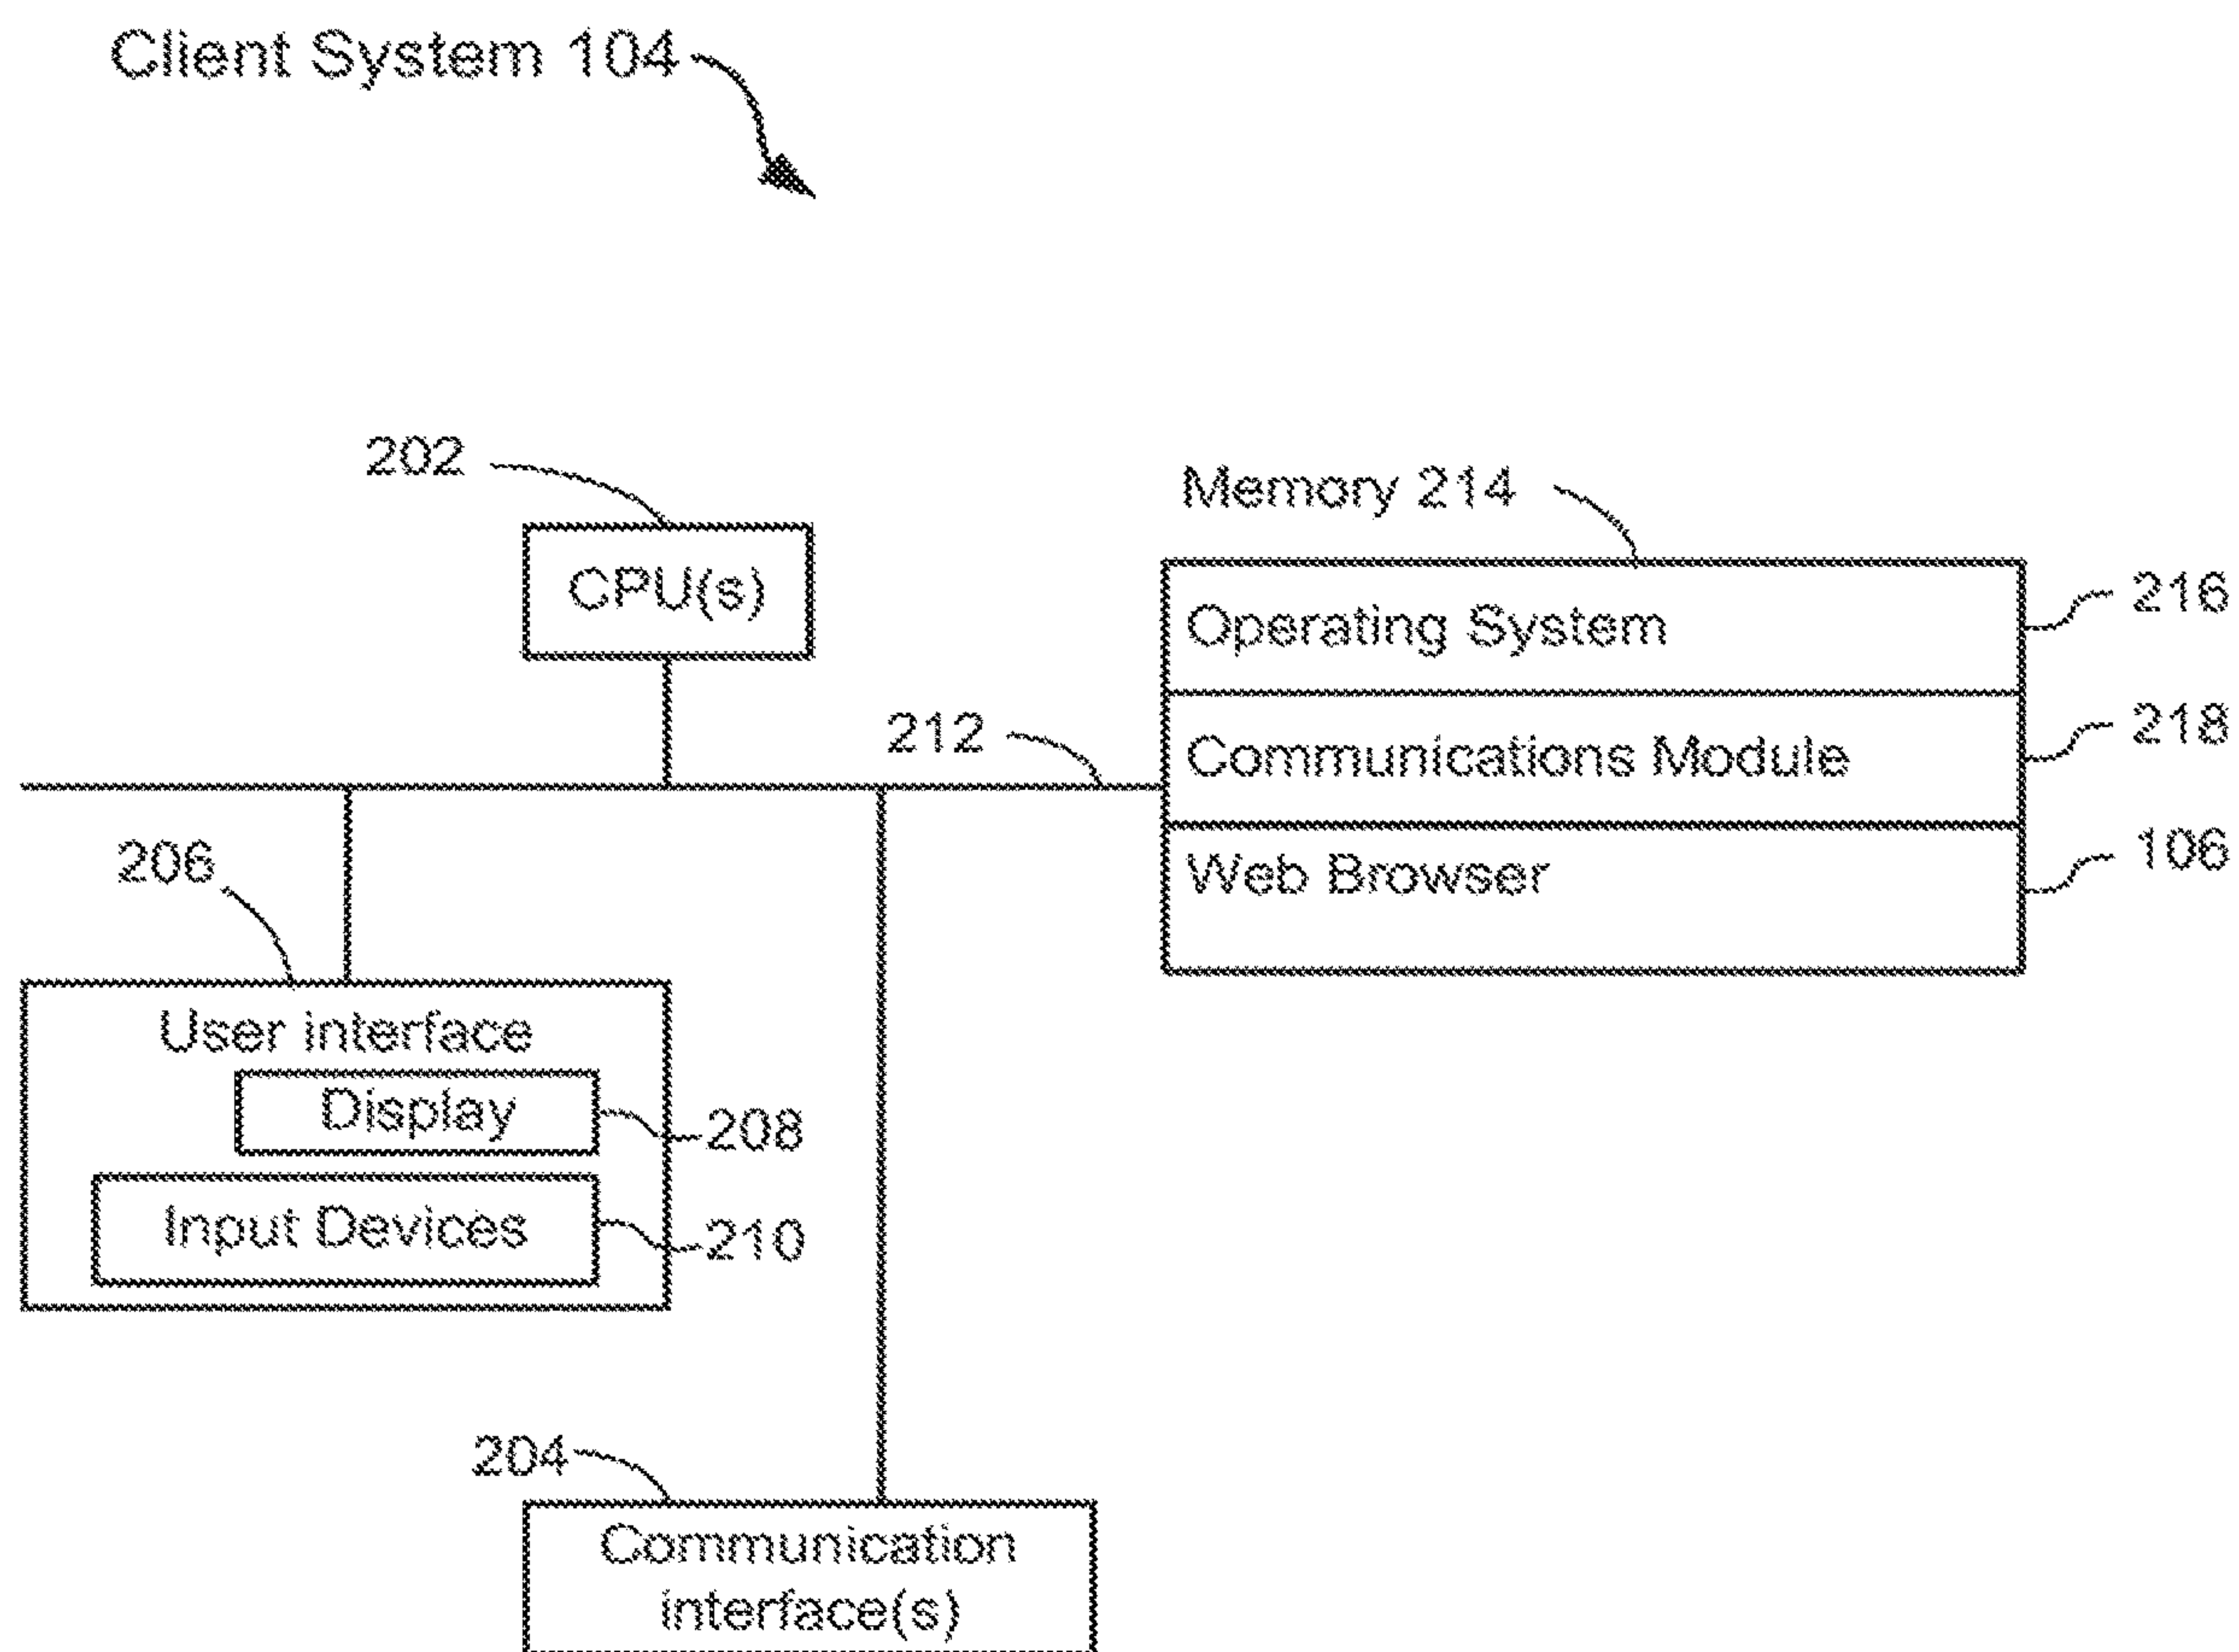 Client System 104
202
CPU(s)
Memory 214
Operating System
216
Communications Module
218
Web Browser
106
212
206
User interface
Display
208
Input Devices
210
204
Communication
interface(s)